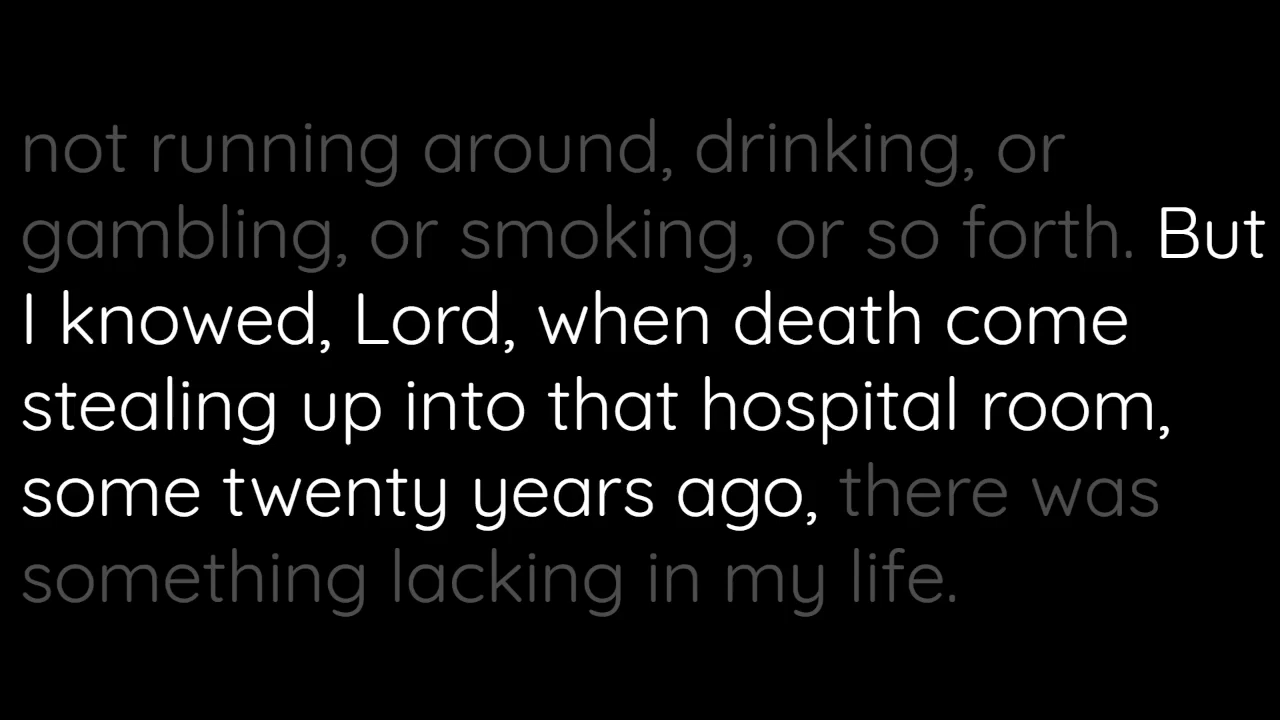 not running around, drinking, or
gambling, or smoking, or so forth. But
I knowed, Lord, when death come
stealing up into that hospital room,
some twenty years ago, there was
something lacking in my life.